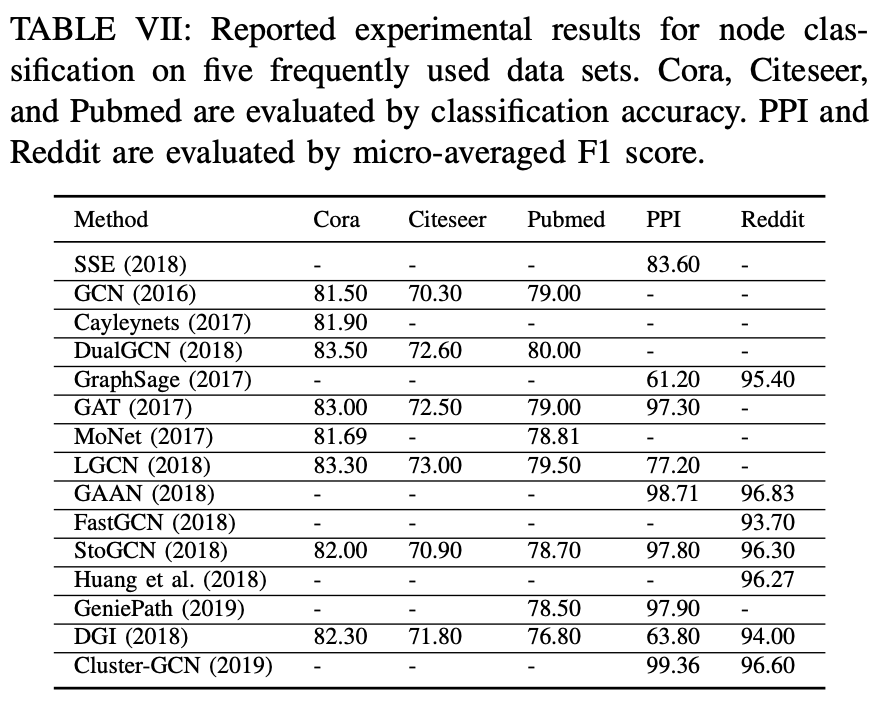 TABLE VII: Reported experimental results for node clas-
sification on five frequently used data sets. Cora, Citeseer,
and Pubmed are evaluated by classification accuracy. PPI and
Reddit are evaluated by micro-averaged F1 score.
Method Cora Citeseer Pubmed PPI Reddit
SSE (2018) - - - 83.60 -
GCN (2016) 81.50 70.30 79.00 - -
Cayleynets (2017) 81.90 - - - -
DualGCN (2018) 83.50 72.60 80.00 - -
GraphSage (2017) - - - 61.20 95.40
GAT (2017) 83.00 72.50 79.00 97.30 -
MoNet (2017) 81.69 - 78.81 - -
LGCN (2018) 83.30 73.00 79.50 77.20 -
GAAN (2018) - - - 98.71 96.83
FastGCN (2018) - - - - 93.70
StoGCN (2018) 82.00 70.90 78.70 97.80 96.30
Huang et al. (2018) - - - - 96.27
GeniePath (2019) - - 78.50 97.90 -
DGI (2018) 82.30 71.80 76.80 63.80 94.00
Cluster-GCN (2019) - - - 99.36 96.60